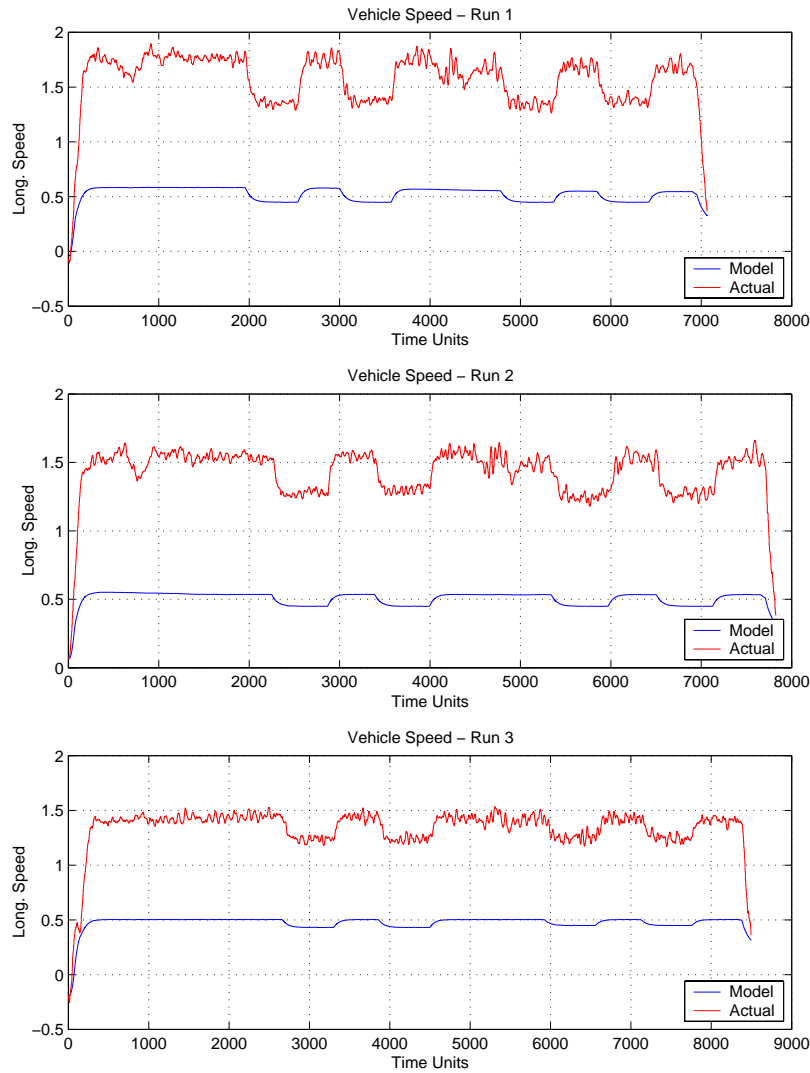 Vehicle Speed – Run 1
2
1.5
1
0.5
0
−0.5
Long. Speed
0 1000 2000 3000 4000 5000 6000 7000 8000
Time Units
Model
Actual
Vehicle Speed – Run 2
2
1.5
1
0.5
0
Long. Speed
0 1000 2000 3000 4000 5000 6000 7000 8000
Time Units
Model
Actual
Vehicle Speed – Run 3
2
1.5
1
0.5
0
−0.5
Long. Speed
0 1000 2000 3000 4000 5000 6000 7000 8000 9000
Time Units
Model
Actual